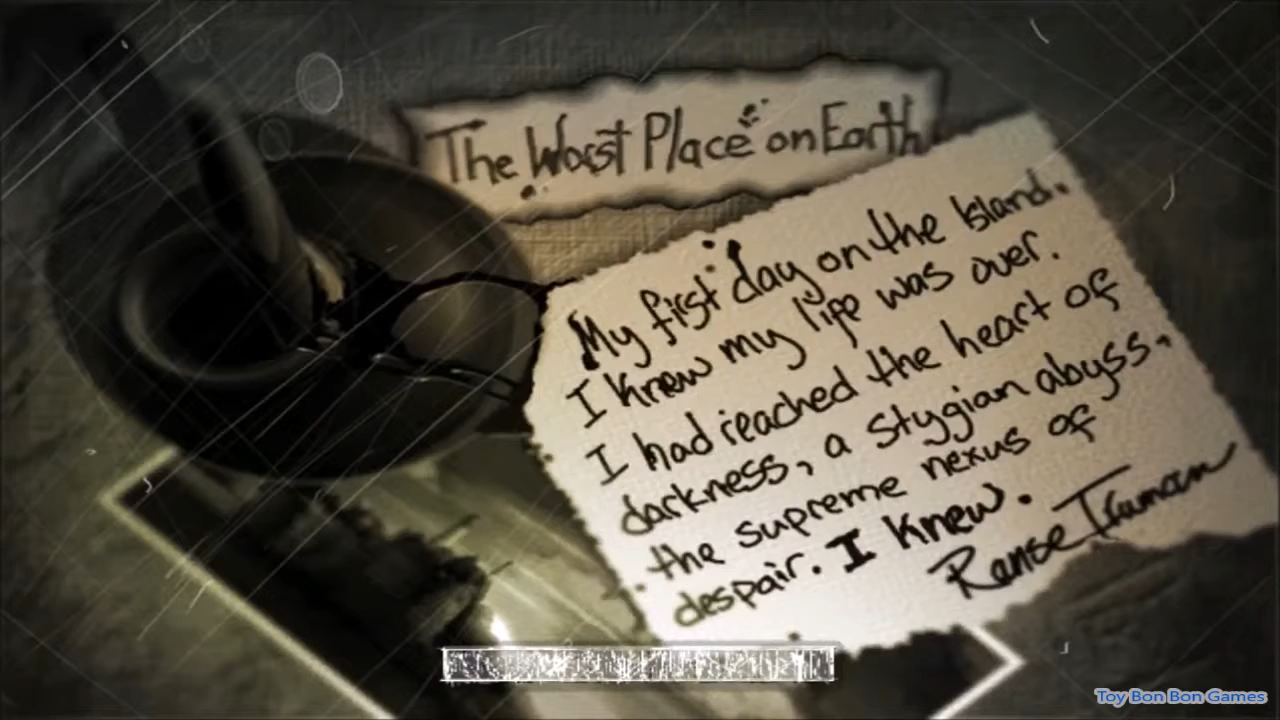 The Worst Place on Earth
My first day on the Island.
I knew my life was over.
I had reached the heart of
darkness, a stygian abyss,
the supreme nexus of
despair. I knew.
Ranse Truman
Toy Bon Bon Games